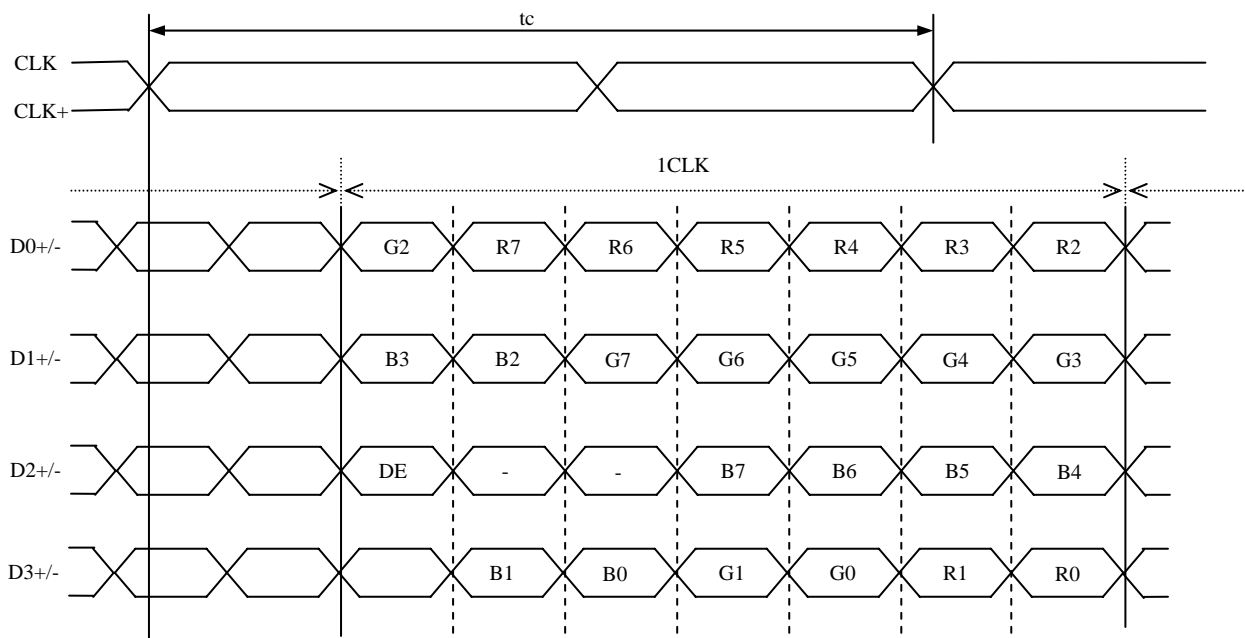 tc
CLK
CLK+
1CLK
D0+/- G2 R7 R6 R5 R4 R3 R2
D1+/- B3 B2 G7 G6 G5 G4 G3
D2+/- DE - - B7 B6 B5 B4
D3+/- B1 B0 G1 G0 R1 R0